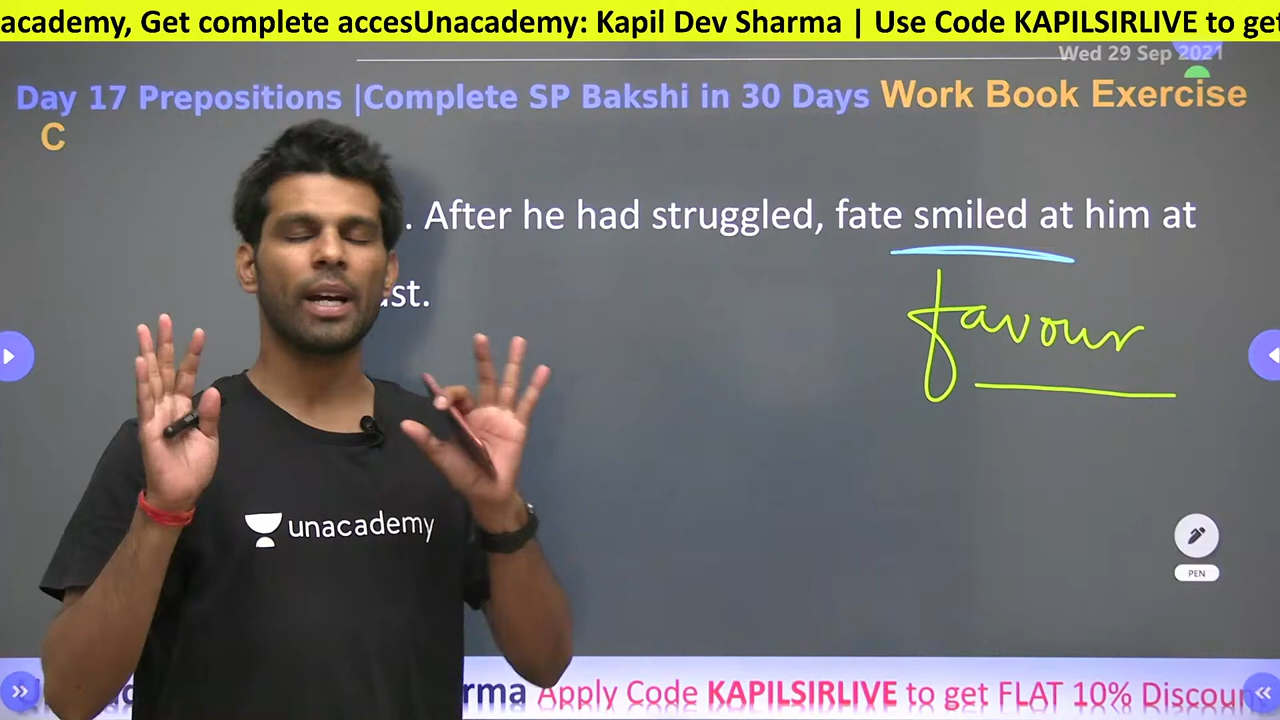 academy, Get complete accesUnacademy: Kapil Dev Sharma | Use Code KAPILSIRLIVE to get
Wed 29 Sep 2021
Day 17 Prepositions |Complete SP Bakshi in 30 Days Work Book Exercise
C
. After he had struggled, fate smiled at him at
ast.
favour
unacademy
PEN
rma Apply Code KAPILSIRLIVE to get FLAT 10% Discoun